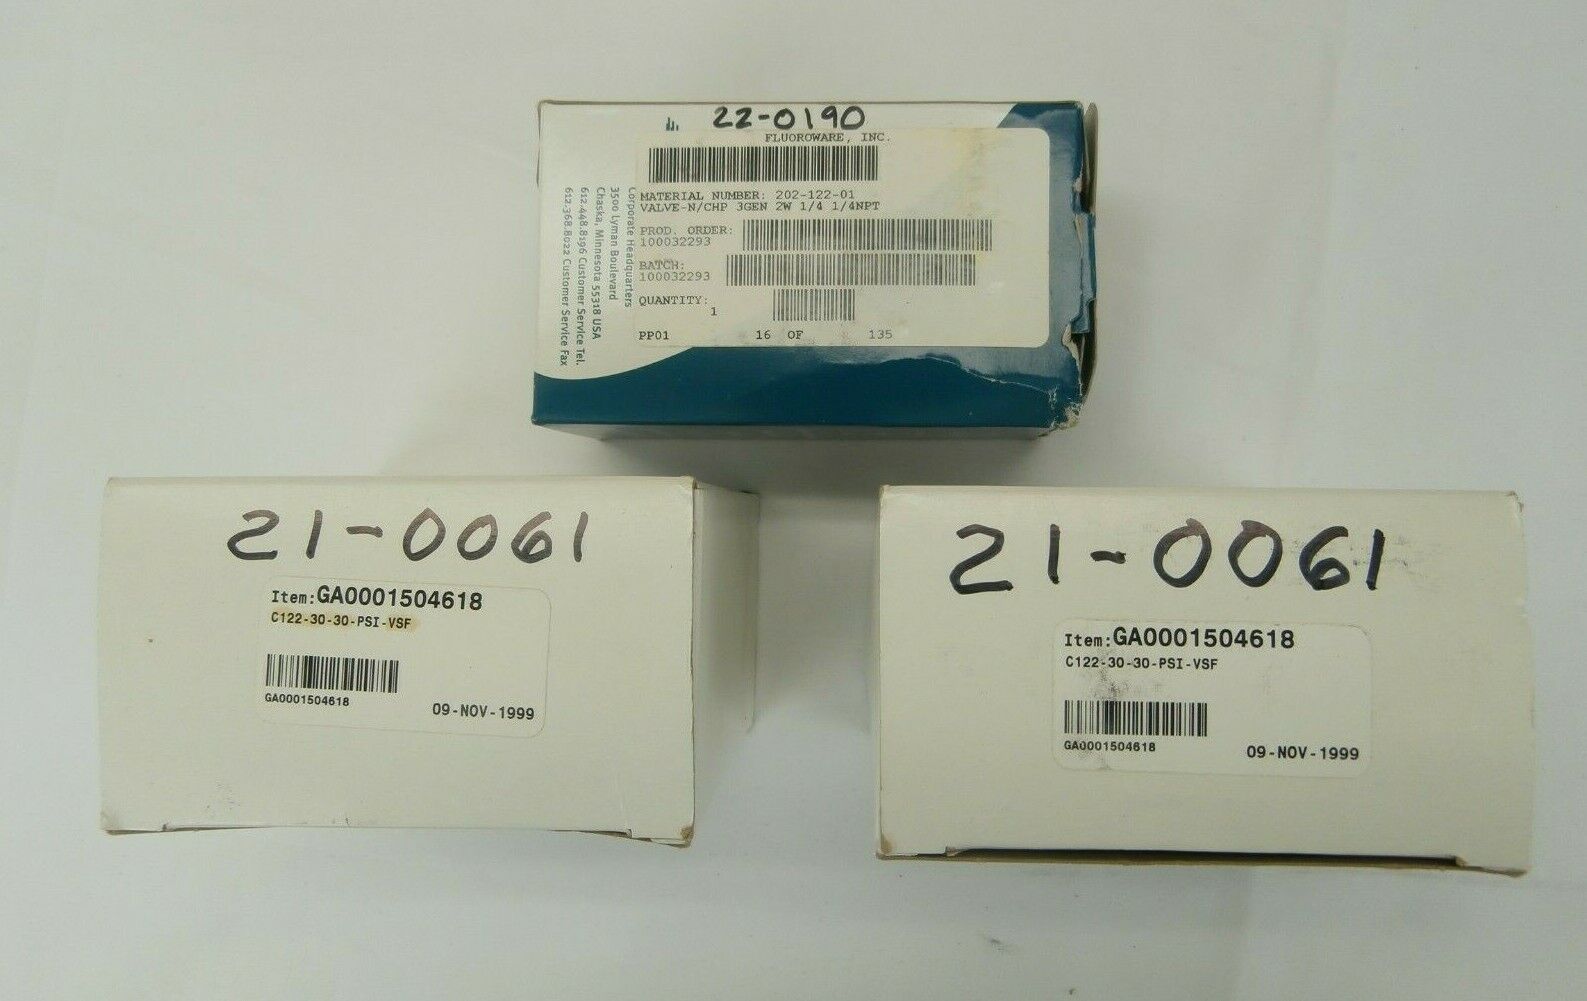 22-0190
FLUOROWARE, INC.
MATERIAL NUMBER: 202-122-01
VALVE-N/CHP 3GEN 2W 1/4 1/4NPT
PROD. ORDER:
100032293
BATCH:
100032293
QUANTITY:
1
PP01 16 OF 135
Corporate Headquarters
3500 Lyman Boulevard
Chaska, Minnesota 55318 USA
612.448.8196 Customer Service Tel.
612.368.8022 Customer Service Fax
21-0061
Item:GA0001504618
C122-30-30-PSI-VSF
GA0001504618
09-NOV-1999
21-0061
Item:GA0001504618
C122-30-30-PSI-VSF
GA0001504618
09-NOV-1999